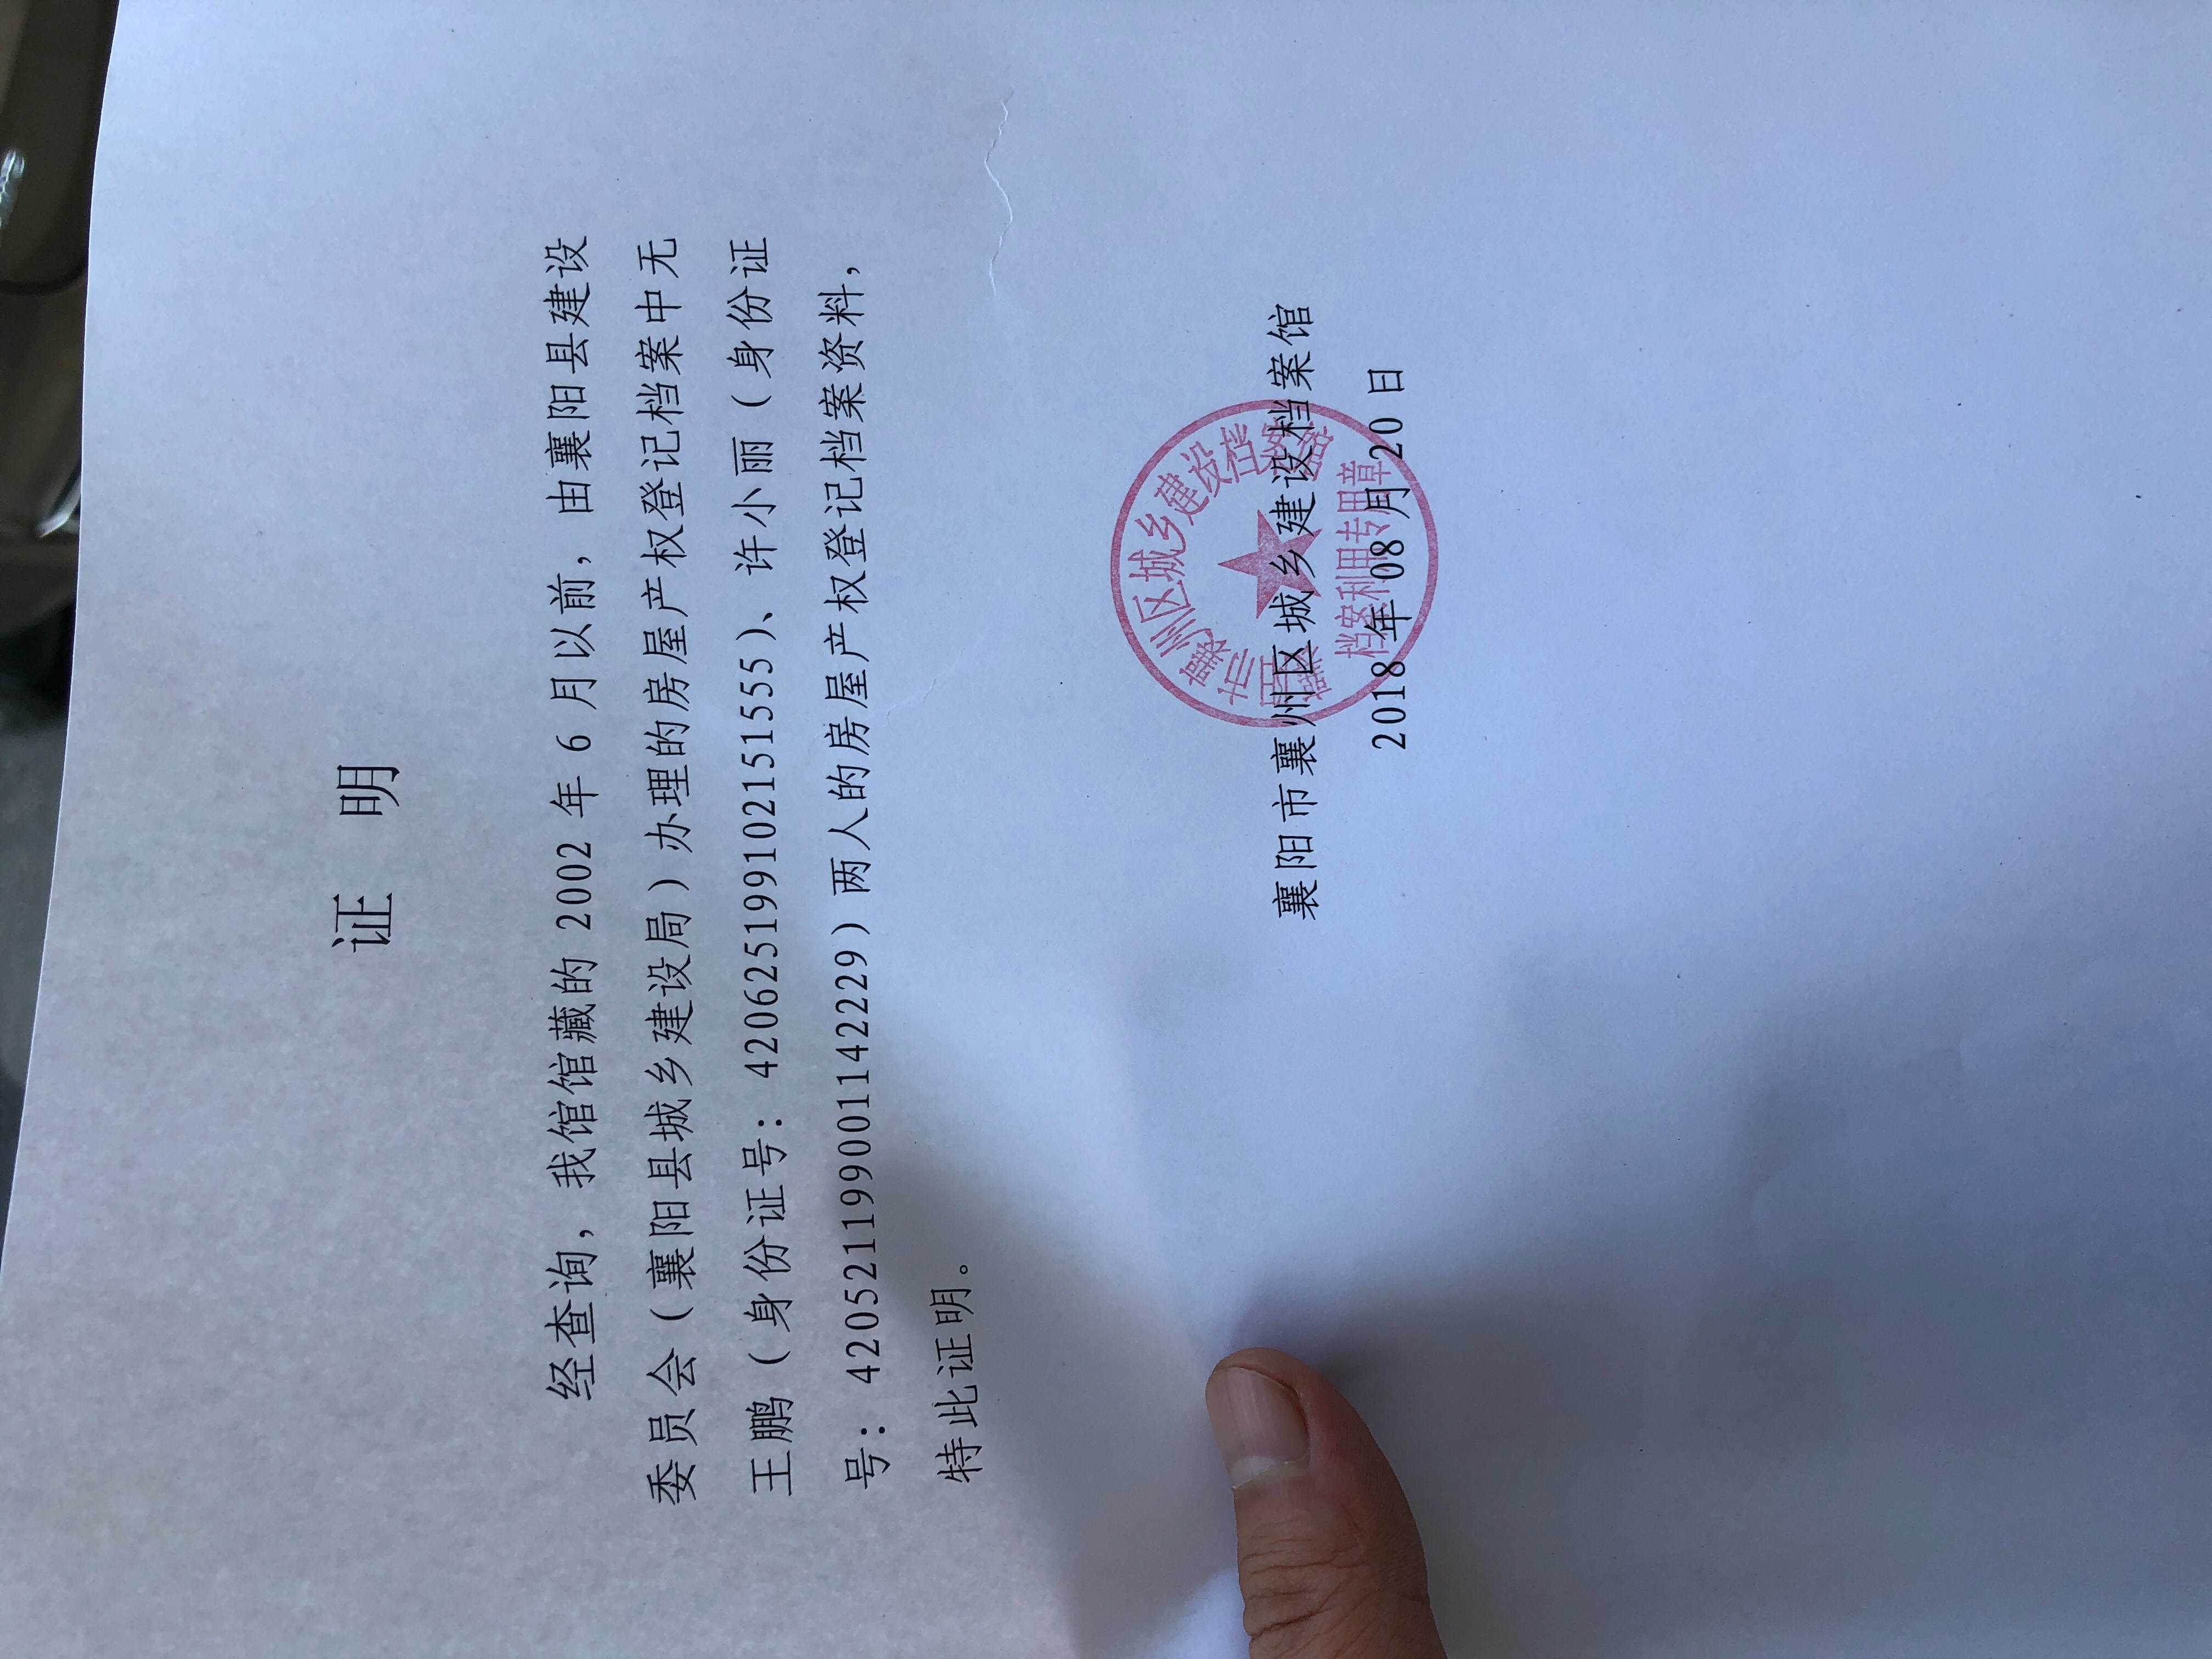 证 明
经查询，我馆馆藏的 2002 年 6 月以前，由襄阳县建设
委员会（襄阳县城乡建设局）办理的房屋产权登记档案中无
王鹏（身份证号：420625199102151555）、许小丽（身份证
号：420521199001142229）两人的房屋产权登记档案资料，
特此证明。
襄阳市襄州区城乡建设档案馆
2018 年 08 月 20 日
襄阳市襄州区城乡建设档案馆
档案利用专用章